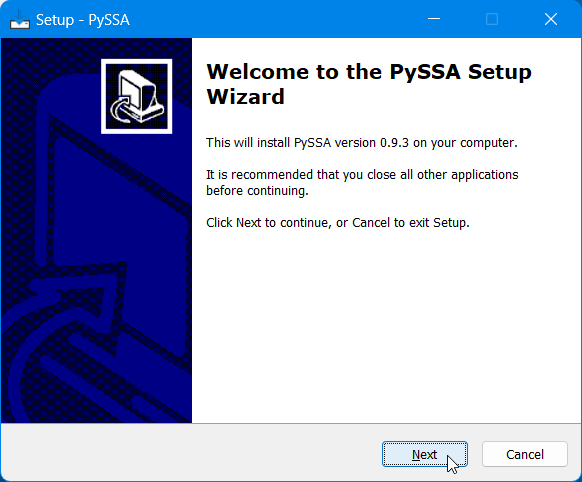 Setup - PySSA
Welcome to the PySSA Setup
Wizard
This will install PySSA version 0.9.3 on your computer.
It is recommended that you close all other applications
before continuing.
Click Next to continue, or Cancel to exit Setup.
Next
Cancel